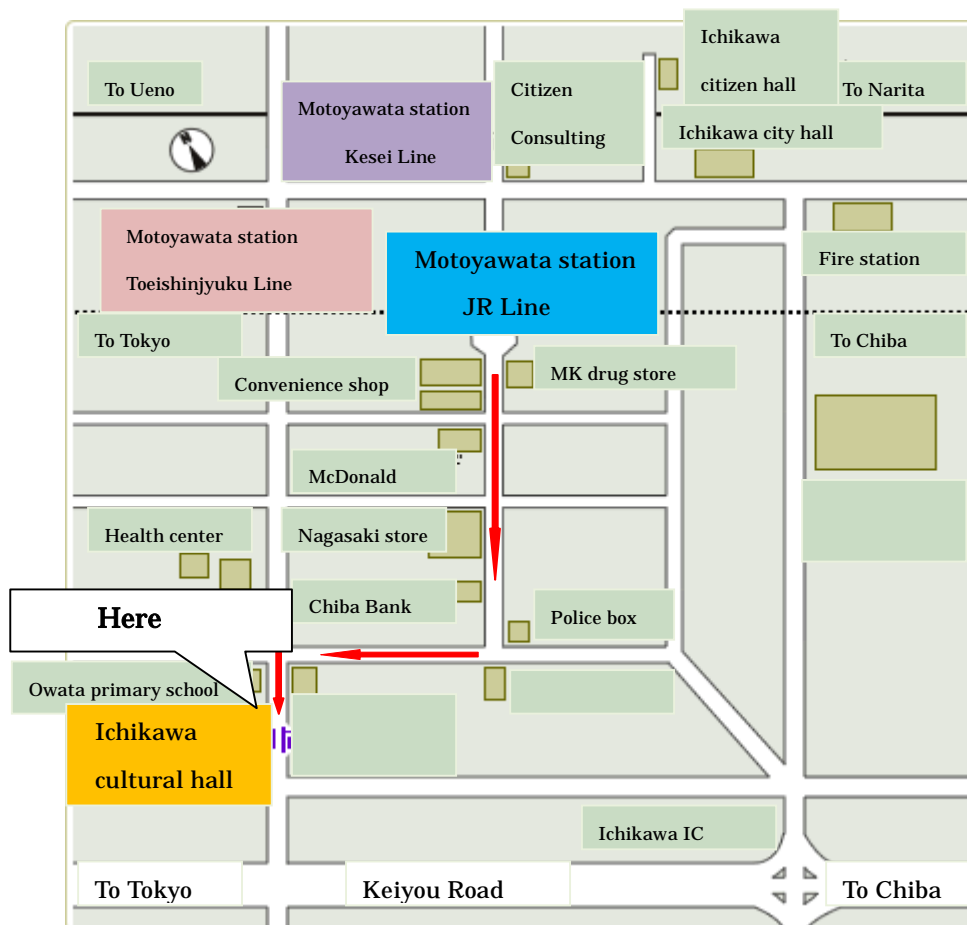 Ichikawa
citizen hall
To Ueno
Motoyawata station
Kesei Line
Citizen
Consulting
To Narita
Ichikawa city hall
N
Motoyawata station
Toeishinjyuku Line
Motoyawata station
JR Line
Fire station
To Tokyo
To Chiba
Convenience shop
MK drug store
McDonald
Health center
Nagasaki store
Chiba Bank
Police box
Here
Owata primary school
Ichikawa
cultural hall
Ichikawa IC
To Tokyo
Keiyou Road
To Chiba